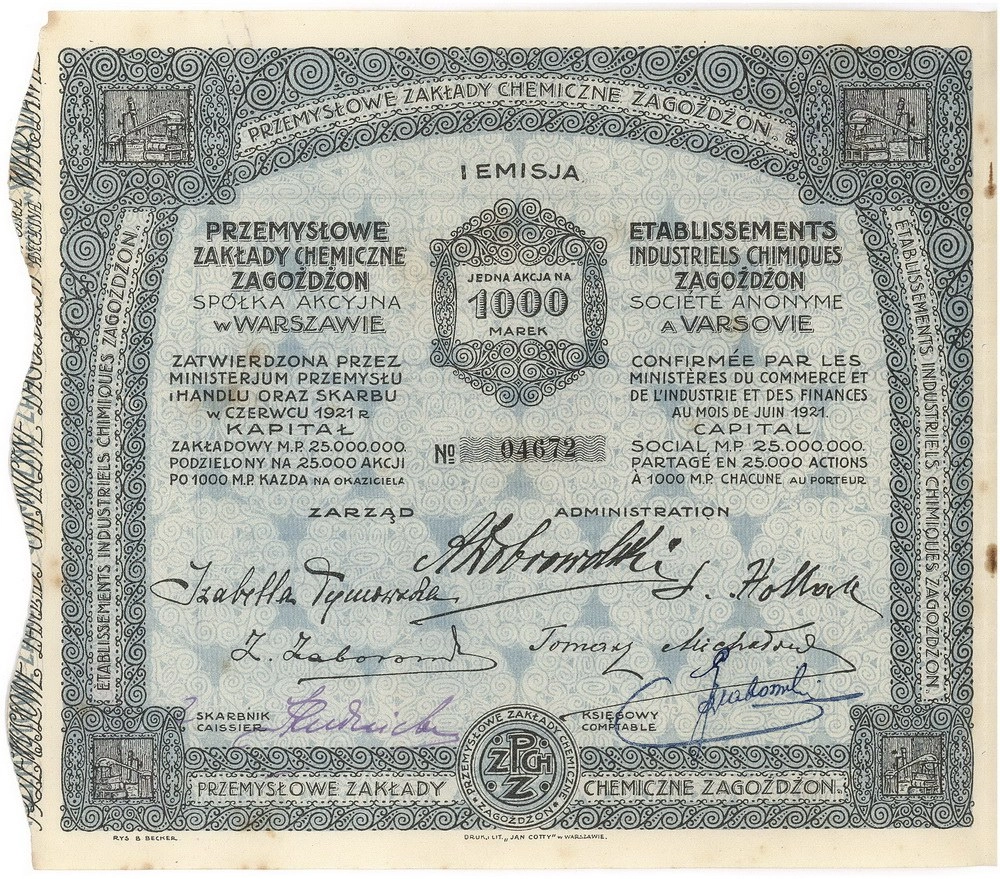 PRZEMYSŁOWE ZAKŁADY CHEMICZNE ZAGOŻDŻON.
I EMISJA
PRZEMYSŁOWE
ZAKŁADY CHEMICZNE
ZAGOŻDŻON
SPÓŁKA AKCYJNA
w WARSZAWIE
ZATWIERDZONA PRZEZ
MINISTERJUM PRZEMYSŁU
i HANDLU ORAZ SKARBU
w CZERWCU 1921 R
KAPITAŁ
ZAKŁADOWY M.P. 25.000.000.
PODZIELONY NA 25.000 AKCJI
PO 1000 M.P. KAZDA NA OKAZICIELA
JEDNA AKCJA NA
1000
MAREK
No 04672
ETABLISSEMENTS
INDUSTRIELS CHIMIQUES
ZAGOŻDŻON
SOCIÉTÉ ANONYME
A VARSOVIE
CONFIRMÉE PAR LES
MINISTÈRES DU COMMERCE ET
DE L'INDUSTRIE ET DES FINANCES
AU MOIS DE JUIN 1921.
CAPITAL
SOCIAL M.P. 25.000.000.
PARTAGÉ EN 25.000 ACTIONS
À 1000 M.P. CHACUNE AU PORTEUR
ZARZĄD ADMINISTRATION
A Dobrowolski
Izabella Tymowska
SKARBNIK
CAISSIER
KSIĘGOWY
COMPTABLE
ETABLISSEMENTS INDUSTRIELS CHIMIQUES ZAGOŻDŻON.
ETABLISSEMENTS INDUSTRIELS CHIMIQUES ZAGOŻDŻON.
PRZEMYSŁOWE ZAKŁADY CHEMICZNE ZAGOŻDŻON
PZCHZ
PRZEMYSŁOWE ZAKŁADY CHEMICZNE ZAGOŻDŻON.
RYS B BECKER.
DRUK. i LIT. „JAN COTTY" w WARSZAWIE.